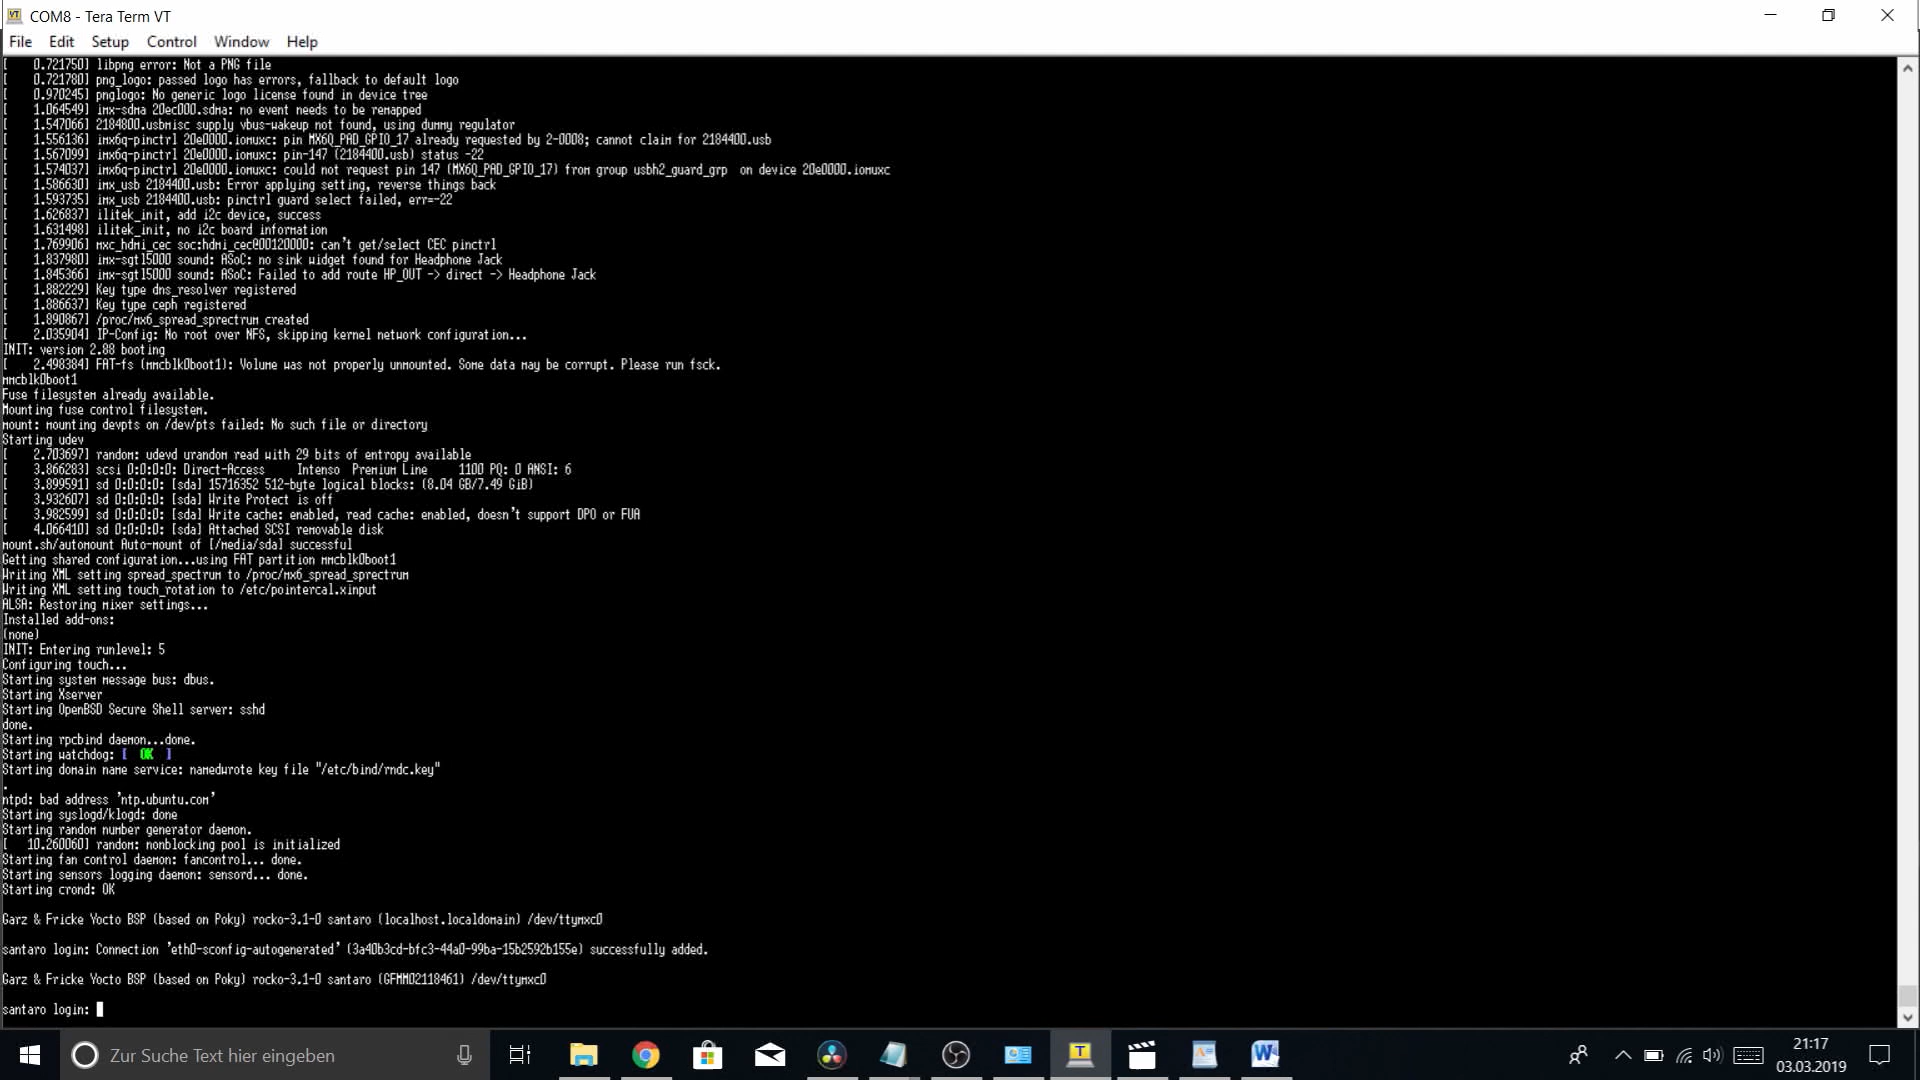 COM8 - Tera Term VT
File Edit Setup Control Window Help
[    0.721750] libpng error: Not a PNG file
[    0.721780] png_logo: passed logo has errors, fallback to default logo
[    0.970245] pnglogo: No generic logo license found in device tree
[    1.064549] imx-sdma 20ec000.sdma: no event needs to be remapped
[    1.547066] 2184800.usbmisc supply vbus-wakeup not found, using dummy regulator
[    1.556136] imx6q-pinctrl 20e0000.iomuxc: pin MX6Q_PAD_GPIO_17 already requested by 2-0008; cannot claim for 2184400.usb
[    1.567099] imx6q-pinctrl 20e0000.iomuxc: pin-147 (2184400.usb) status -22
[    1.574037] imx6q-pinctrl 20e0000.iomuxc: could not request pin 147 (MX6Q_PAD_GPIO_17) from group usbh2_guard_grp  on device 20e0000.iomuxc
[    1.586630] imx_usb 2184400.usb: Error applying setting, reverse things back
[    1.593735] imx_usb 2184400.usb: pinctrl guard select failed, err=-22
[    1.626837] ilitek_init, add i2c device, success
[    1.631498] ilitek_init, no i2c board information
[    1.769906] mxc_hdmi_cec soc:hdmi_cec@00120000: can't get/select CEC pinctrl
[    1.837980] imx-sgtl5000 sound: ASoC: no sink widget found for Headphone Jack
[    1.845366] imx-sgtl5000 sound: ASoC: Failed to add route HP_OUT -> direct -> Headphone Jack
[    1.882229] Key type dns_resolver registered
[    1.886637] Key type ceph registered
[    1.890867] /proc/mx6_spread_sprectrum created
[    2.035904] IP-Config: No root over NFS, skipping kernel network configuration...
INIT: version 2.88 booting
[    2.498384] FAT-fs (mmcblk0boot1): Volume was not properly unmounted. Some data may be corrupt. Please run fsck.
mmcblk0boot1
Fuse filesystem already available.
Mounting fuse control filesystem.
mount: mounting devpts on /dev/pts failed: No such file or directory
Starting udev
[    2.703697] random: udevd urandom read with 29 bits of entropy available
[    3.866283] scsi 0:0:0:0: Direct-Access     Intenso  Premium Line     1100 PQ: 0 ANSI: 6
[    3.899591] sd 0:0:0:0: [sda] 15716352 512-byte logical blocks: (8.04 GB/7.49 GiB)
[    3.932607] sd 0:0:0:0: [sda] Write Protect is off
[    3.982599] sd 0:0:0:0: [sda] Write cache: enabled, read cache: enabled, doesn't support DPO or FUA
[    4.066410] sd 0:0:0:0: [sda] Attached SCSI removable disk
mount.sh/automount Auto-mount of [/media/sda] successful
Getting shared configuration...using FAT partition mmcblk0boot1
Writing XML setting spread_spectrum to /proc/mx6_spread_sprectrum
Writing XML setting touch_rotation to /etc/pointercal.xinput
ALSA: Restoring mixer settings...
Installed add-ons:
(none)
INIT: Entering runlevel: 5
Configuring touch...
Starting system message bus: dbus.
Starting Xserver
Starting OpenBSD Secure Shell server: sshd
done.
Starting rpcbind daemon...done.
Starting watchdog: [  OK  ]
Starting domain name service: namedwrote key file "/etc/bind/rndc.key"
.
ntpd: bad address 'ntp.ubuntu.com'
Starting syslogd/klogd: done
Starting random number generator daemon.
[   10.260060] random: nonblocking pool is initialized
Starting fan control daemon: fancontrol... done.
Starting sensors logging daemon: sensord... done.
Starting crond: OK
Garz & Fricke Yocto BSP (based on Poky) rocko-3.1-0 santaro (localhost.localdomain) /dev/ttymxc0
santaro login: Connection 'eth0-sconfig-autogenerated' (3a40b3cd-bfc3-44a0-99ba-15b2592b155e) successfully added.
Garz & Fricke Yocto BSP (based on Poky) rocko-3.1-0 santaro (GFMM02118461) /dev/ttymxc0
santaro login:
Zur Suche Text hier eingeben
21:17
03.03.2019